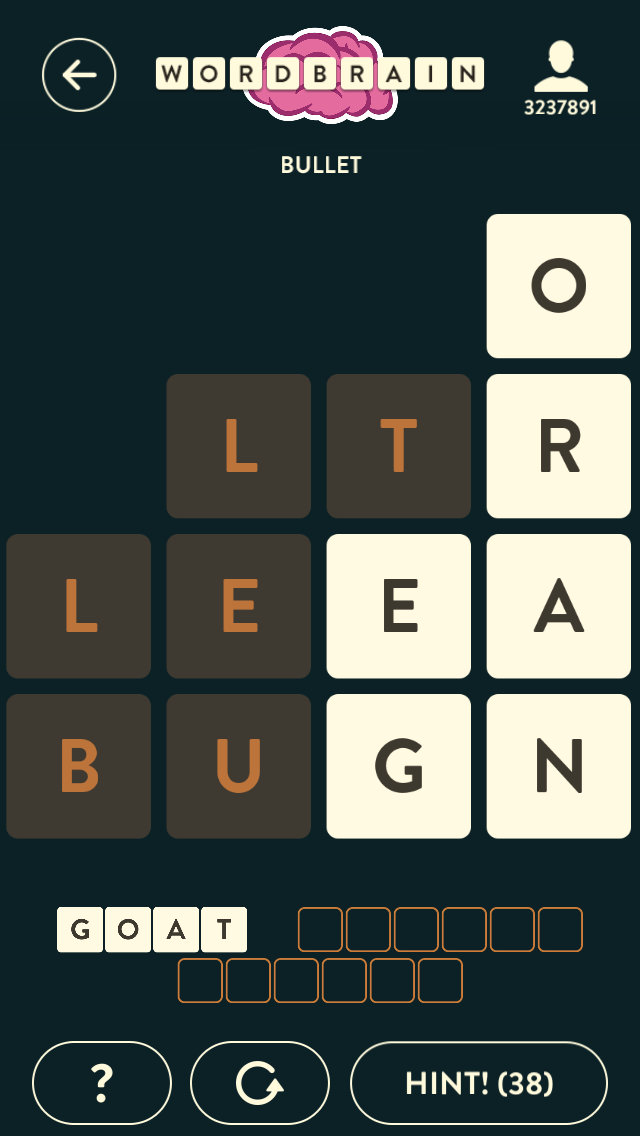 WORDBRAIN
3237891
BULLET
O
L T R
L E E A
B U G N
GOAT
? HINT! (38)